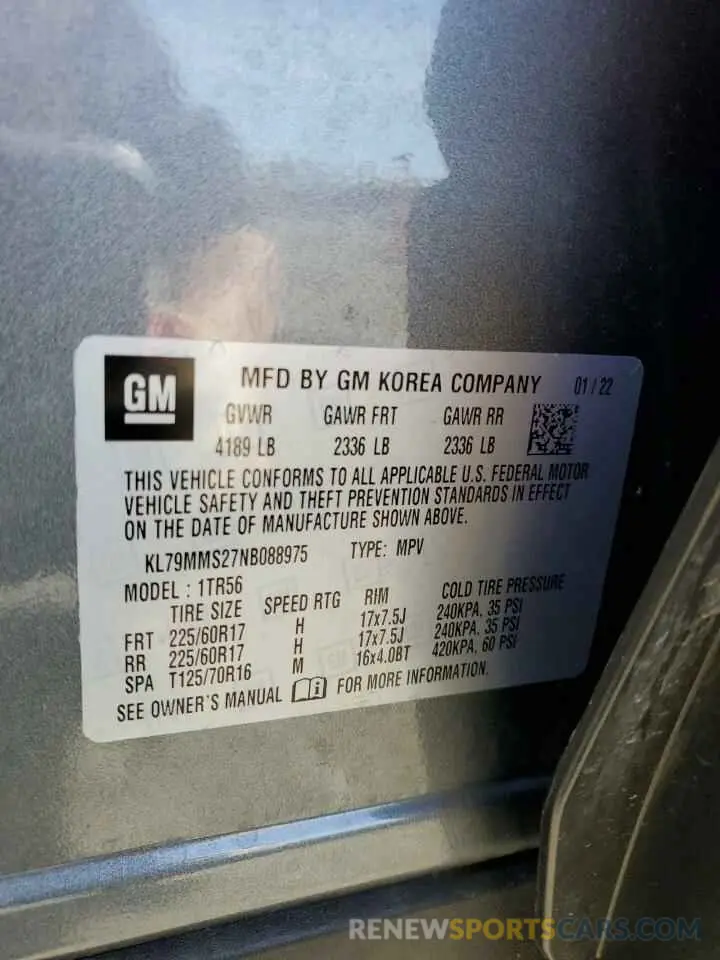 GM MFD BY GM KOREA COMPANY 01 / 22
GVWR GAWR FRT GAWR RR
4189 LB 2336 LB 2336 LB
THIS VEHICLE CONFORMS TO ALL APPLICABLE U.S. FEDERAL MOTOR
VEHICLE SAFETY AND THEFT PREVENTION STANDARDS IN EFFECT
ON THE DATE OF MANUFACTURE SHOWN ABOVE.
KL79MMS27NB088975 TYPE: MPV
MODEL : 1TR56
TIRE SIZE SPEED RTG RIM COLD TIRE PRESSURE
FRT 225/60R17 H 17x7.5J 240KPA, 35 PSI
RR 225/60R17 H 17x7.5J 240KPA, 35 PSI
SPA T125/70R16 M 16x4.0BT 420KPA, 60 PSI
SEE OWNER'S MANUAL FOR MORE INFORMATION.
RENEWSPORTSCARS.COM